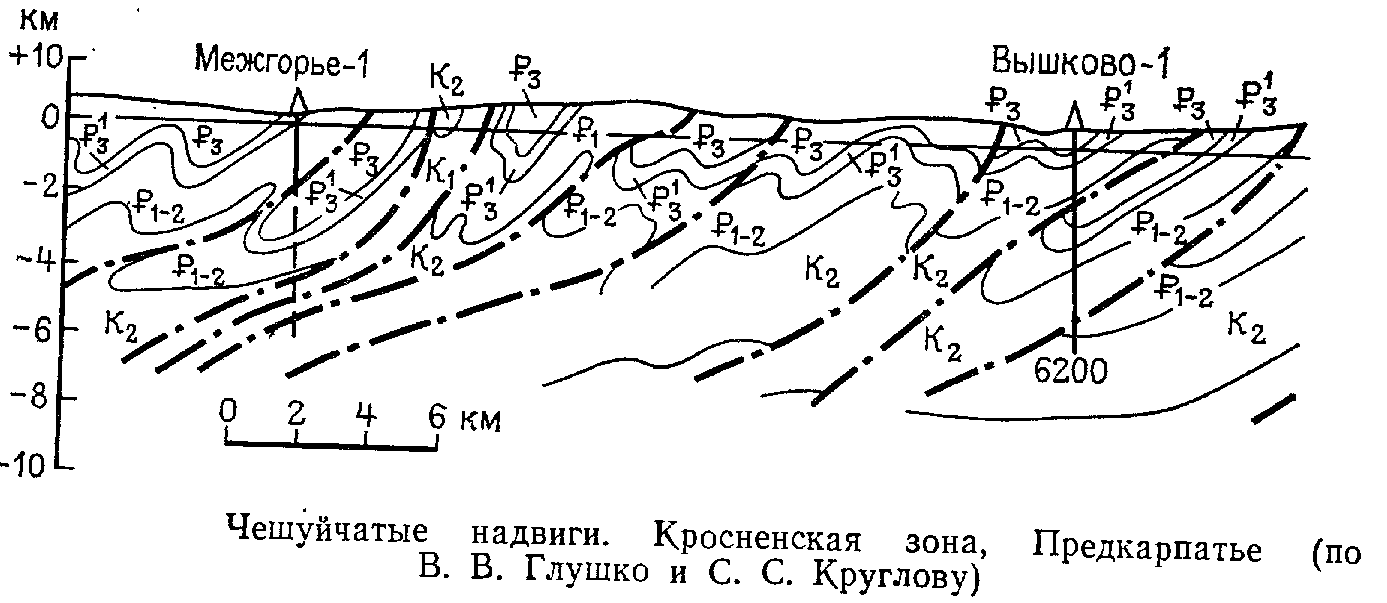 км
+10
0
-2
-4
-6
-8
-10
Межгорье-1
Вышково-1
K₂
₽₃
₽₃
₽₃¹
₽₃
₽₃¹
₽₃¹
₽₃
₽₃
₽₁
₽₃
₽₃
₽₃¹
K₁
₽₃¹
₽₃¹
₽₃¹
₽₁₋₂
₽₁₋₂
₽₁₋₂
₽₁₋₂
₽₁₋₂
₽₁₋₂
₽₁₋₂
K₂
K₂
K₂
K₂
K₂
K₂
6200
0 2 4 6 км
Чешуйчатые надвиги. Кросненская зона, Предкарпатье (по
В. В. Глушко и С. С. Круглову)